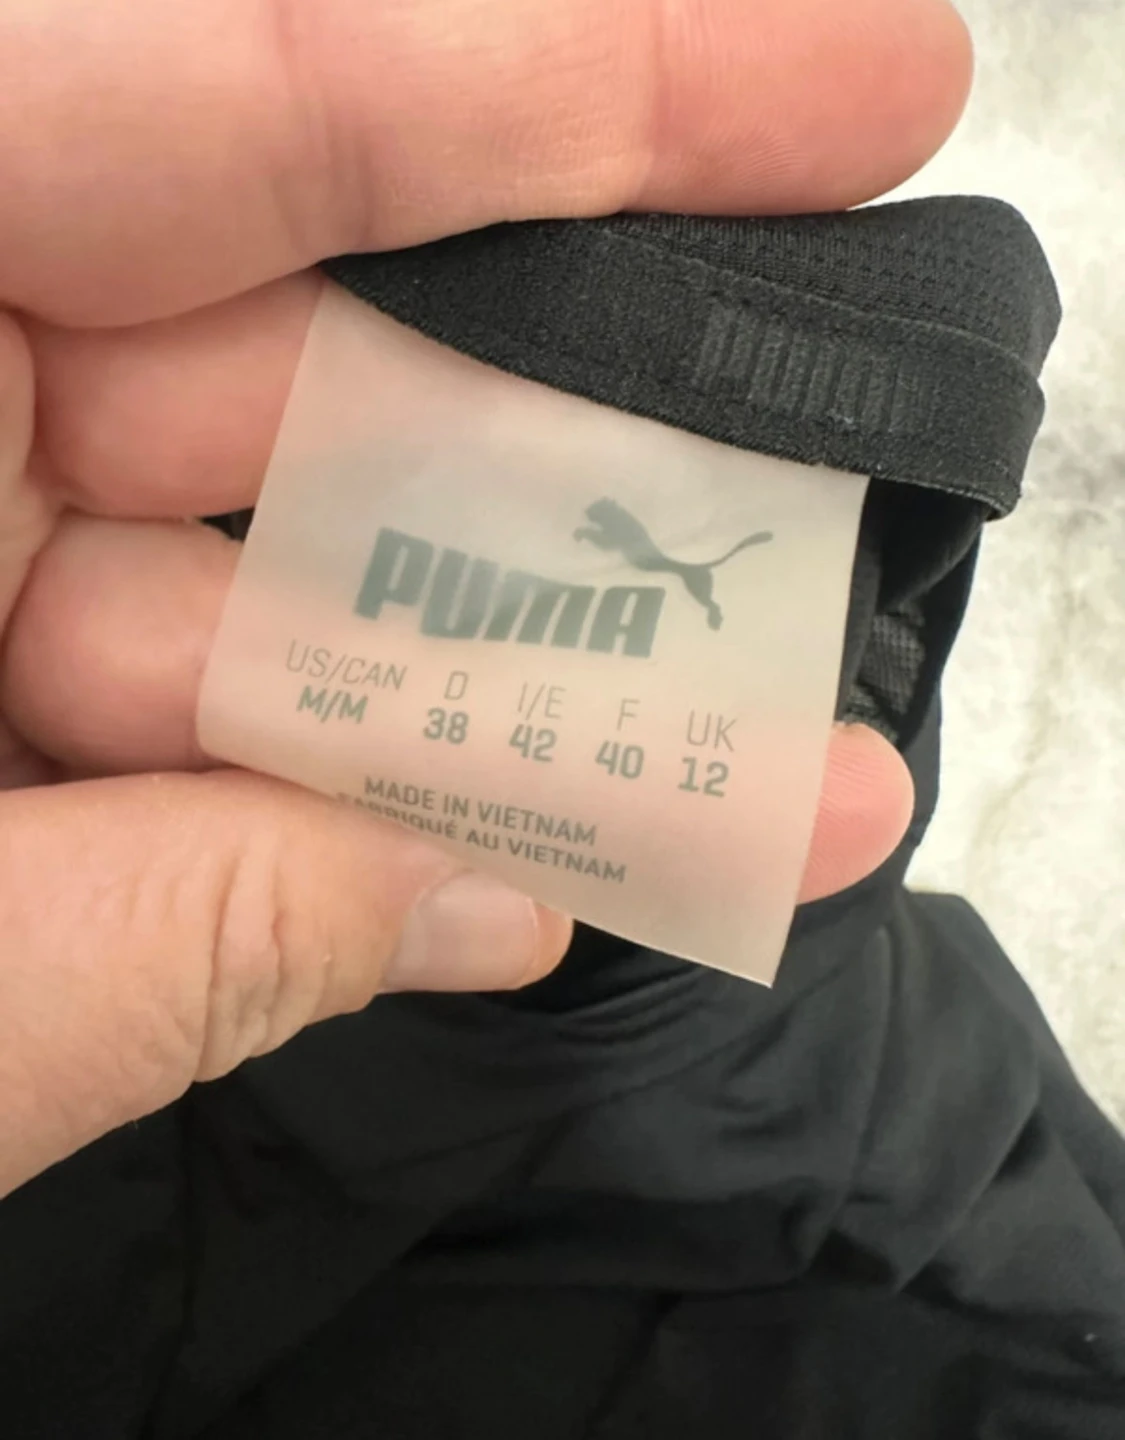 PUMA
US/CAN D I/E F UK
M/M 38 42 40 12
MADE IN VIETNAM
FABRIQUÉ AU VIETNAM